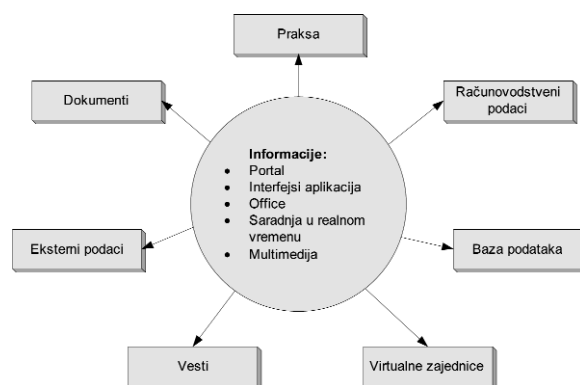 Praksa
Dokumenti
Računovodstveni
podaci
Informacije:
• Portal
• Interfejsi aplikacija
• Office
• Saradnja u realnom
vremenu
• Multimedija
Eksterni podaci
Baza podataka
Vesti
Virtualne zajednice